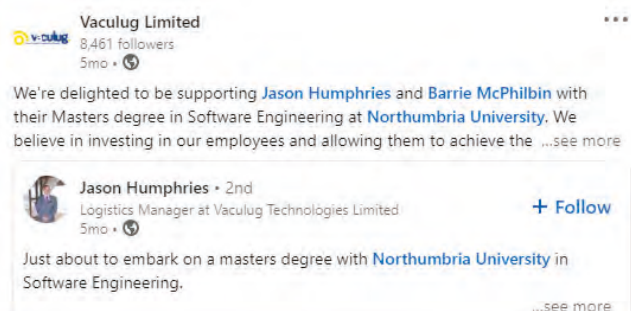 Vaculug Limited
8,461 followers
5mo •
We're delighted to be supporting Jason Humphries and Barrie McPhilbin with
their Masters degree in Software Engineering at Northumbria University. We
believe in investing in our employees and allowing them to achieve the ...see more
Jason Humphries • 2nd
Logistics Manager at Vaculug Technologies Limited
5mo •
+ Follow
Just about to embark on a masters degree with Northumbria University in
Software Engineering.
...see more